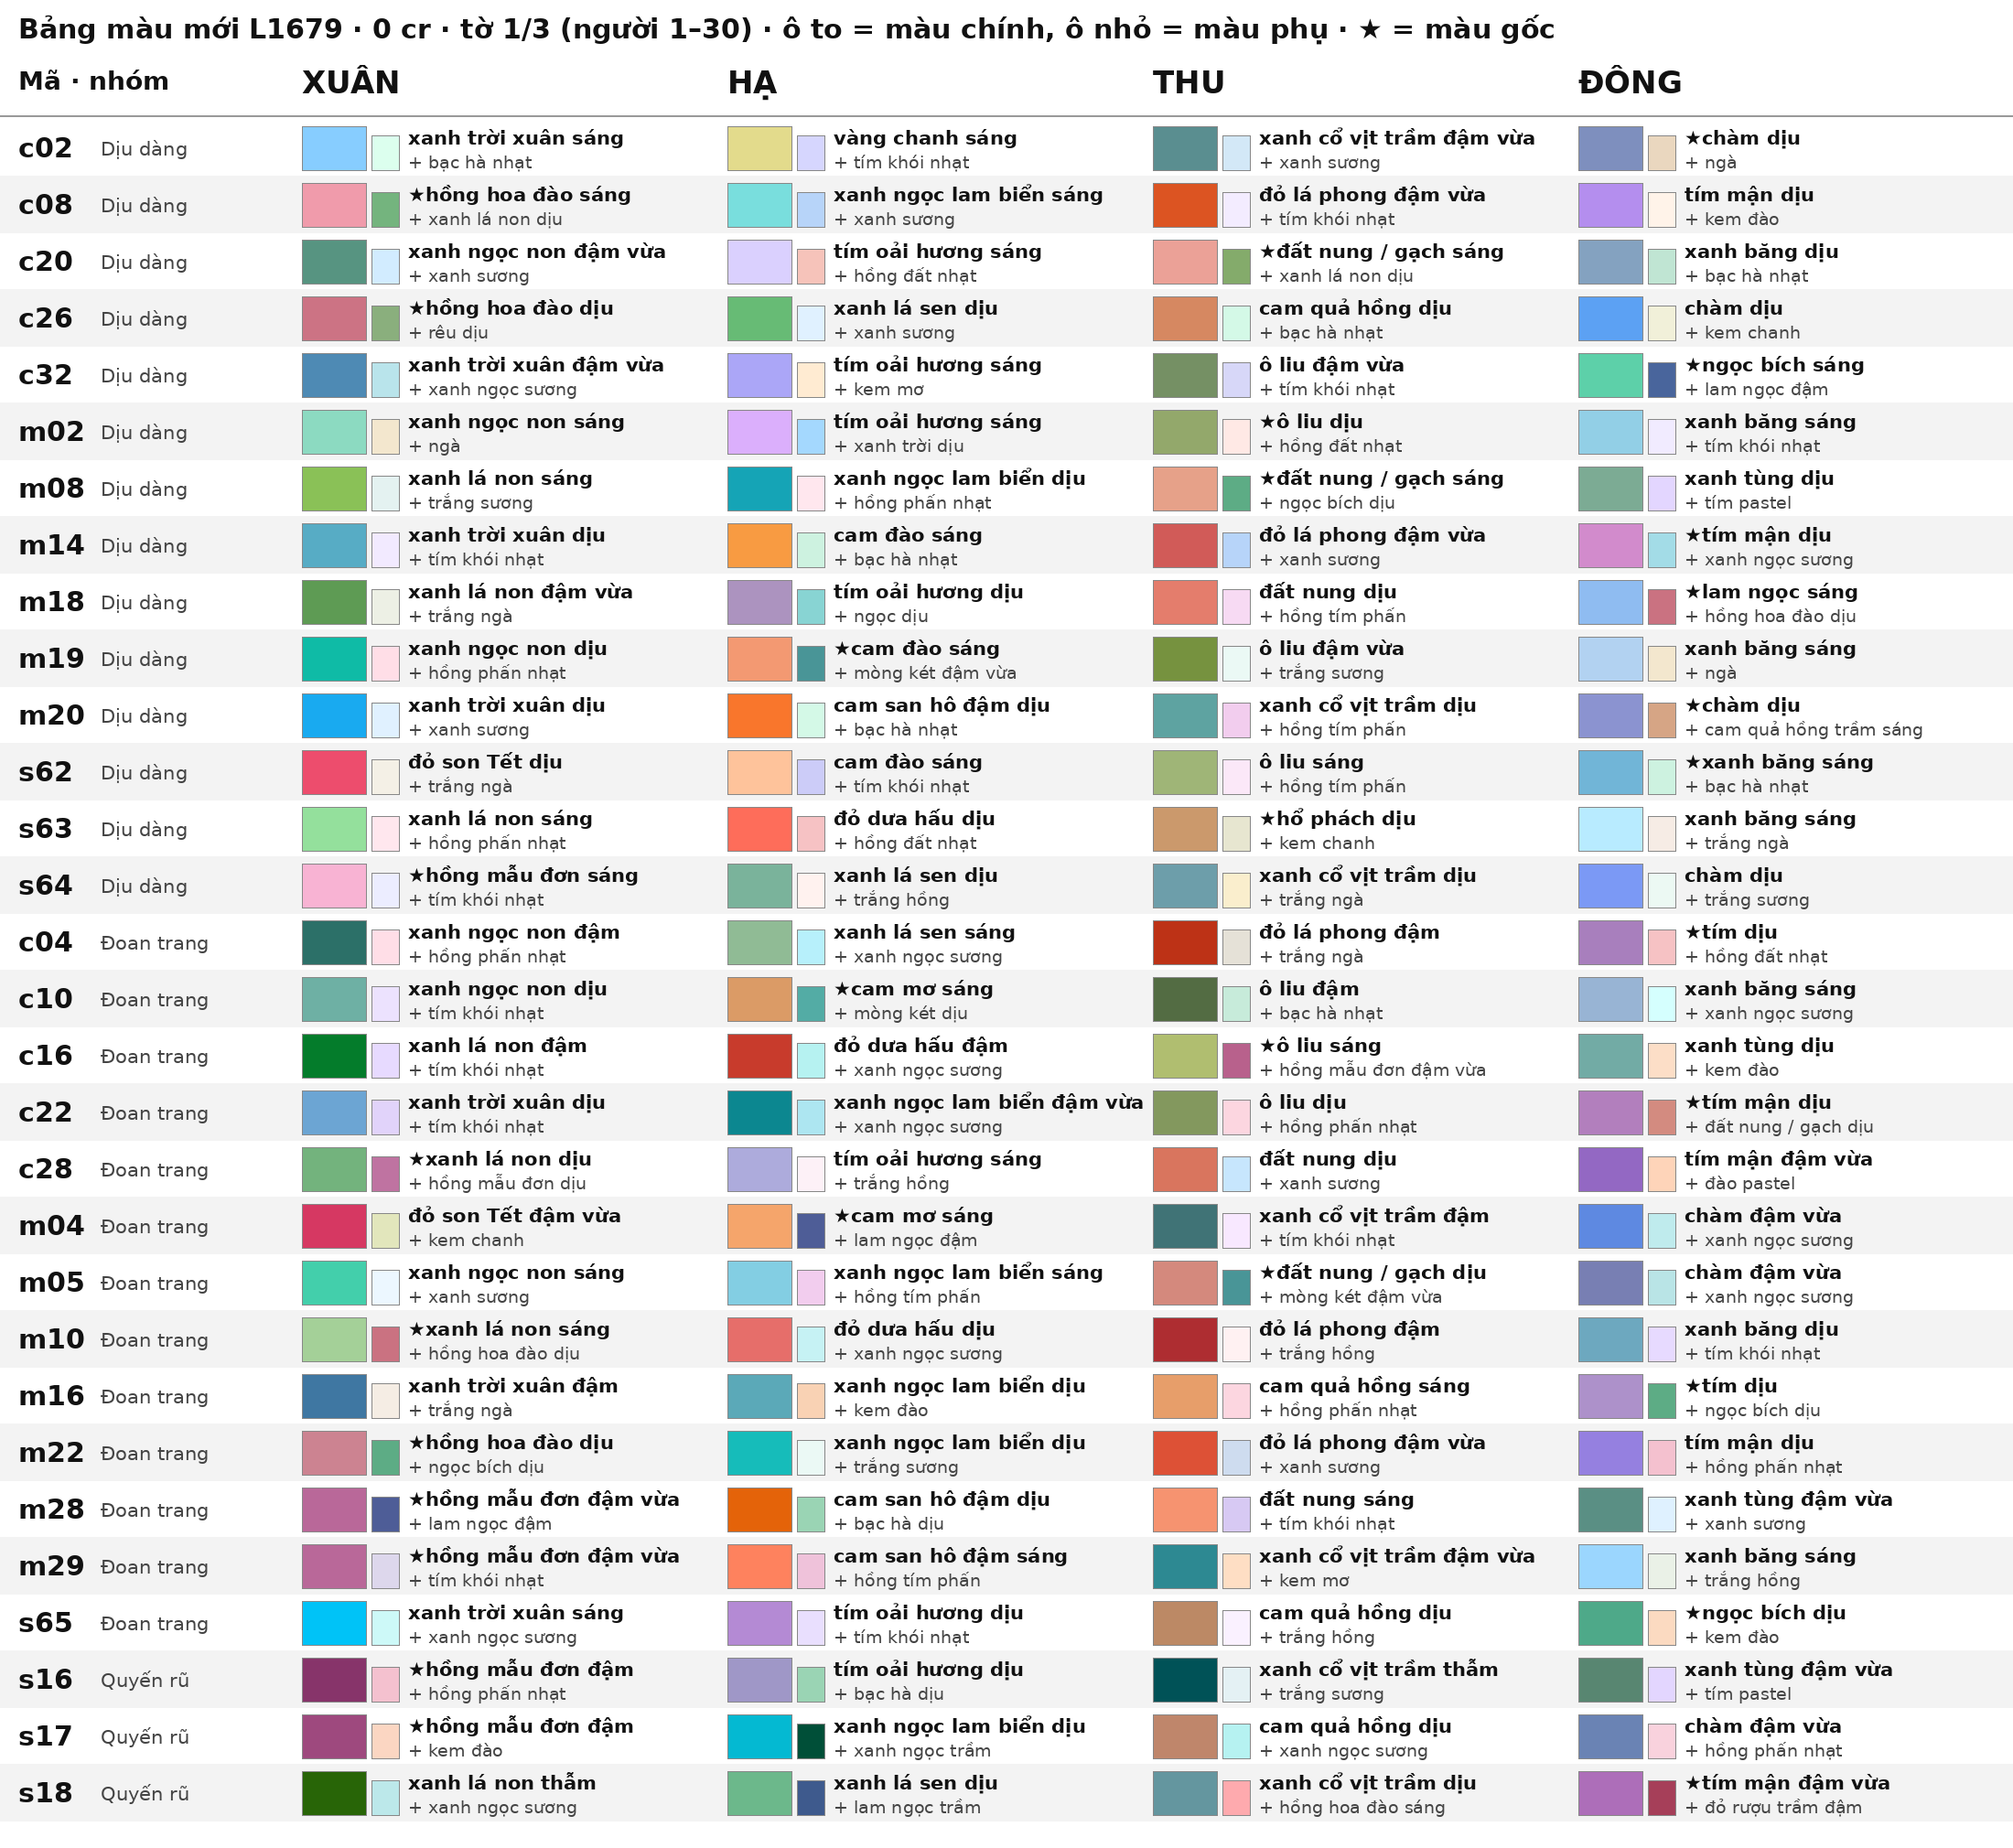 Bảng màu mới L1679 · 0 cr · tờ 1/3 (người 1–30) · ô to = màu chính, ô nhỏ = màu phụ · ★ = màu gốc
Mã · nhóm XUÂN HẠ THU ĐÔNG
c02 Dịu dàng xanh trời xuân sáng vàng chanh sáng xanh cổ vịt trầm đậm vừa ★chàm dịu
+ bạc hà nhạt + tím khói nhạt + xanh sương + ngà
c08 Dịu dàng ★hồng hoa đào sáng xanh ngọc lam biển sáng đỏ lá phong đậm vừa tím mận dịu
+ xanh lá non dịu + xanh sương + tím khói nhạt + kem đào
c20 Dịu dàng xanh ngọc non đậm vừa tím oải hương sáng ★đất nung / gạch sáng xanh băng dịu
+ xanh sương + hồng đất nhạt + xanh lá non dịu + bạc hà nhạt
c26 Dịu dàng ★hồng hoa đào dịu xanh lá sen dịu cam quả hồng dịu chàm dịu
+ rêu dịu + xanh sương + bạc hà nhạt + kem chanh
c32 Dịu dàng xanh trời xuân đậm vừa tím oải hương sáng ô liu đậm vừa ★ngọc bích sáng
+ xanh ngọc sương + kem mơ + tím khói nhạt + lam ngọc đậm
m02 Dịu dàng xanh ngọc non sáng tím oải hương sáng ★ô liu dịu xanh băng sáng
+ ngà + xanh trời dịu + hồng đất nhạt + tím khói nhạt
m08 Dịu dàng xanh lá non sáng xanh ngọc lam biển dịu ★đất nung / gạch sáng xanh tùng dịu
+ trắng sương + hồng phấn nhạt + ngọc bích dịu + tím pastel
m14 Dịu dàng xanh trời xuân dịu cam đào sáng đỏ lá phong đậm vừa ★tím mận dịu
+ tím khói nhạt + bạc hà nhạt + xanh sương + xanh ngọc sương
m18 Dịu dàng xanh lá non đậm vừa tím oải hương dịu đất nung dịu ★lam ngọc sáng
+ trắng ngà + ngọc dịu + hồng tím phấn + hồng hoa đào dịu
m19 Dịu dàng xanh ngọc non dịu ★cam đào sáng ô liu đậm vừa xanh băng sáng
+ hồng phấn nhạt + mòng két đậm vừa + trắng sương + ngà
m20 Dịu dàng xanh trời xuân dịu cam san hô đậm dịu xanh cổ vịt trầm dịu ★chàm dịu
+ xanh sương + bạc hà nhạt + hồng tím phấn + cam quả hồng trầm sáng
s62 Dịu dàng đỏ son Tết dịu cam đào sáng ô liu sáng ★xanh băng sáng
+ trắng ngà + tím khói nhạt + hồng tím phấn + bạc hà nhạt
s63 Dịu dàng xanh lá non sáng đỏ dưa hấu dịu ★hổ phách dịu xanh băng sáng
+ hồng phấn nhạt + hồng đất nhạt + kem chanh + trắng ngà
s64 Dịu dàng ★hồng mẫu đơn sáng xanh lá sen dịu xanh cổ vịt trầm dịu chàm dịu
+ tím khói nhạt + trắng hồng + trắng ngà + trắng sương
c04 Đoan trang xanh ngọc non đậm xanh lá sen sáng đỏ lá phong đậm ★tím dịu
+ hồng phấn nhạt + xanh ngọc sương + trắng ngà + hồng đất nhạt
c10 Đoan trang xanh ngọc non dịu ★cam mơ sáng ô liu đậm xanh băng sáng
+ tím khói nhạt + mòng két dịu + bạc hà nhạt + xanh ngọc sương
c16 Đoan trang xanh lá non đậm đỏ dưa hấu đậm ★ô liu sáng xanh tùng dịu
+ tím khói nhạt + xanh ngọc sương + hồng mẫu đơn đậm vừa + kem đào
c22 Đoan trang xanh trời xuân dịu xanh ngọc lam biển đậm vừa ô liu dịu ★tím mận dịu
+ tím khói nhạt + xanh ngọc sương + hồng phấn nhạt + đất nung / gạch dịu
c28 Đoan trang ★xanh lá non dịu tím oải hương sáng đất nung dịu tím mận đậm vừa
+ hồng mẫu đơn dịu + trắng hồng + xanh sương + đào pastel
m04 Đoan trang đỏ son Tết đậm vừa ★cam mơ sáng xanh cổ vịt trầm đậm chàm đậm vừa
+ kem chanh + lam ngọc đậm + tím khói nhạt + xanh ngọc sương
m05 Đoan trang xanh ngọc non sáng xanh ngọc lam biển sáng ★đất nung / gạch dịu chàm đậm vừa
+ xanh sương + hồng tím phấn + mòng két đậm vừa + xanh ngọc sương
m10 Đoan trang ★xanh lá non sáng đỏ dưa hấu dịu đỏ lá phong đậm xanh băng dịu
+ hồng hoa đào dịu + xanh ngọc sương + trắng hồng + tím khói nhạt
m16 Đoan trang xanh trời xuân đậm xanh ngọc lam biển dịu cam quả hồng sáng ★tím dịu
+ trắng ngà + kem đào + hồng phấn nhạt + ngọc bích dịu
m22 Đoan trang ★hồng hoa đào dịu xanh ngọc lam biển dịu đỏ lá phong đậm vừa tím mận dịu
+ ngọc bích dịu + trắng sương + xanh sương + hồng phấn nhạt
m28 Đoan trang ★hồng mẫu đơn đậm vừa cam san hô đậm dịu đất nung sáng xanh tùng đậm vừa
+ lam ngọc đậm + bạc hà dịu + tím khói nhạt + xanh sương
m29 Đoan trang ★hồng mẫu đơn đậm vừa cam san hô đậm sáng xanh cổ vịt trầm đậm vừa xanh băng sáng
+ tím khói nhạt + hồng tím phấn + kem mơ + trắng hồng
s65 Đoan trang xanh trời xuân sáng tím oải hương dịu cam quả hồng dịu ★ngọc bích dịu
+ xanh ngọc sương + tím khói nhạt + trắng hồng + kem đào
s16 Quyến rũ ★hồng mẫu đơn đậm tím oải hương dịu xanh cổ vịt trầm thẫm xanh tùng đậm vừa
+ hồng phấn nhạt + bạc hà dịu + trắng sương + tím pastel
s17 Quyến rũ ★hồng mẫu đơn đậm xanh ngọc lam biển dịu cam quả hồng dịu chàm đậm vừa
+ kem đào + xanh ngọc trầm + xanh ngọc sương + hồng phấn nhạt
s18 Quyến rũ xanh lá non thẫm xanh lá sen dịu xanh cổ vịt trầm dịu ★tím mận đậm vừa
+ xanh ngọc sương + lam ngọc trầm + hồng hoa đào sáng + đỏ rượu trầm đậm